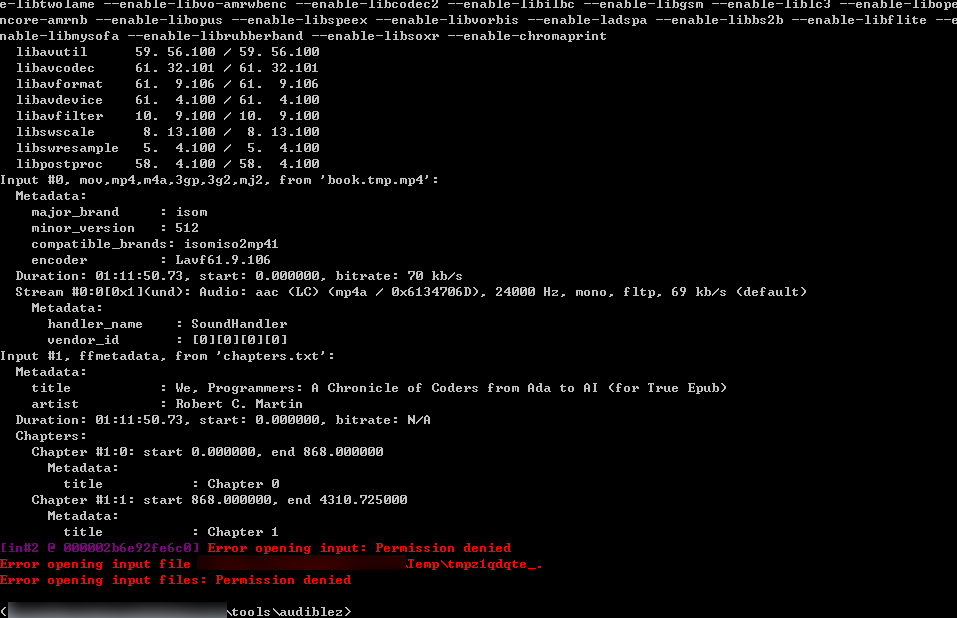 e-libtwolame --enable-libvo-amrwbenc --enable-libcodec2 --enable-libilbc --enable-libgsm --enable-liblc3 --enable-libope
ncore-amrnb --enable-libopus --enable-libspeex --enable-libvorbis --enable-ladspa --enable-libbs2b --enable-libflite --e
nable-libmysofa --enable-librubberband --enable-libsoxr --enable-chromaprint
libavutil      59. 56.100 / 59. 56.100
libavcodec     61. 32.101 / 61. 32.101
libavformat    61.  9.106 / 61.  9.106
libavdevice    61.  4.100 / 61.  4.100
libavfilter    10.  9.100 / 10.  9.100
libswscale      8. 13.100 /  8. 13.100
libswresample   5.  4.100 /  5.  4.100
libpostproc    58.  4.100 / 58.  4.100
Input #0, mov,mp4,m4a,3gp,3g2,mj2, from 'book.tmp.mp4':
Metadata:
major_brand     : isom
minor_version   : 512
compatible_brands: isomiso2mp41
encoder         : Lavf61.9.106
Duration: 01:11:50.73, start: 0.000000, bitrate: 70 kb/s
Stream #0:0[0x1](und): Audio: aac (LC) (mp4a / 0x6134706D), 24000 Hz, mono, fltp, 69 kb/s (default)
Metadata:
handler_name    : SoundHandler
vendor_id       : [0][0][0][0]
Input #1, ffmetadata, from 'chapters.txt':
Metadata:
title           : We, Programmers: A Chronicle of Coders from Ada to AI (for True Epub)
artist          : Robert C. Martin
Duration: 01:11:50.73, start: 0.000000, bitrate: N/A
Chapters:
Chapter #1:0: start 0.000000, end 868.000000
Metadata:
title           : Chapter 0
Chapter #1:1: start 868.000000, end 4310.725000
Metadata:
title           : Chapter 1
[in#2 @ 000002b6a92fe6c0] Error opening input: Permission denied
Error opening input file \Temp\tmpz1qdqte_.
Error opening input files: Permission denied
\tools\audiblez>